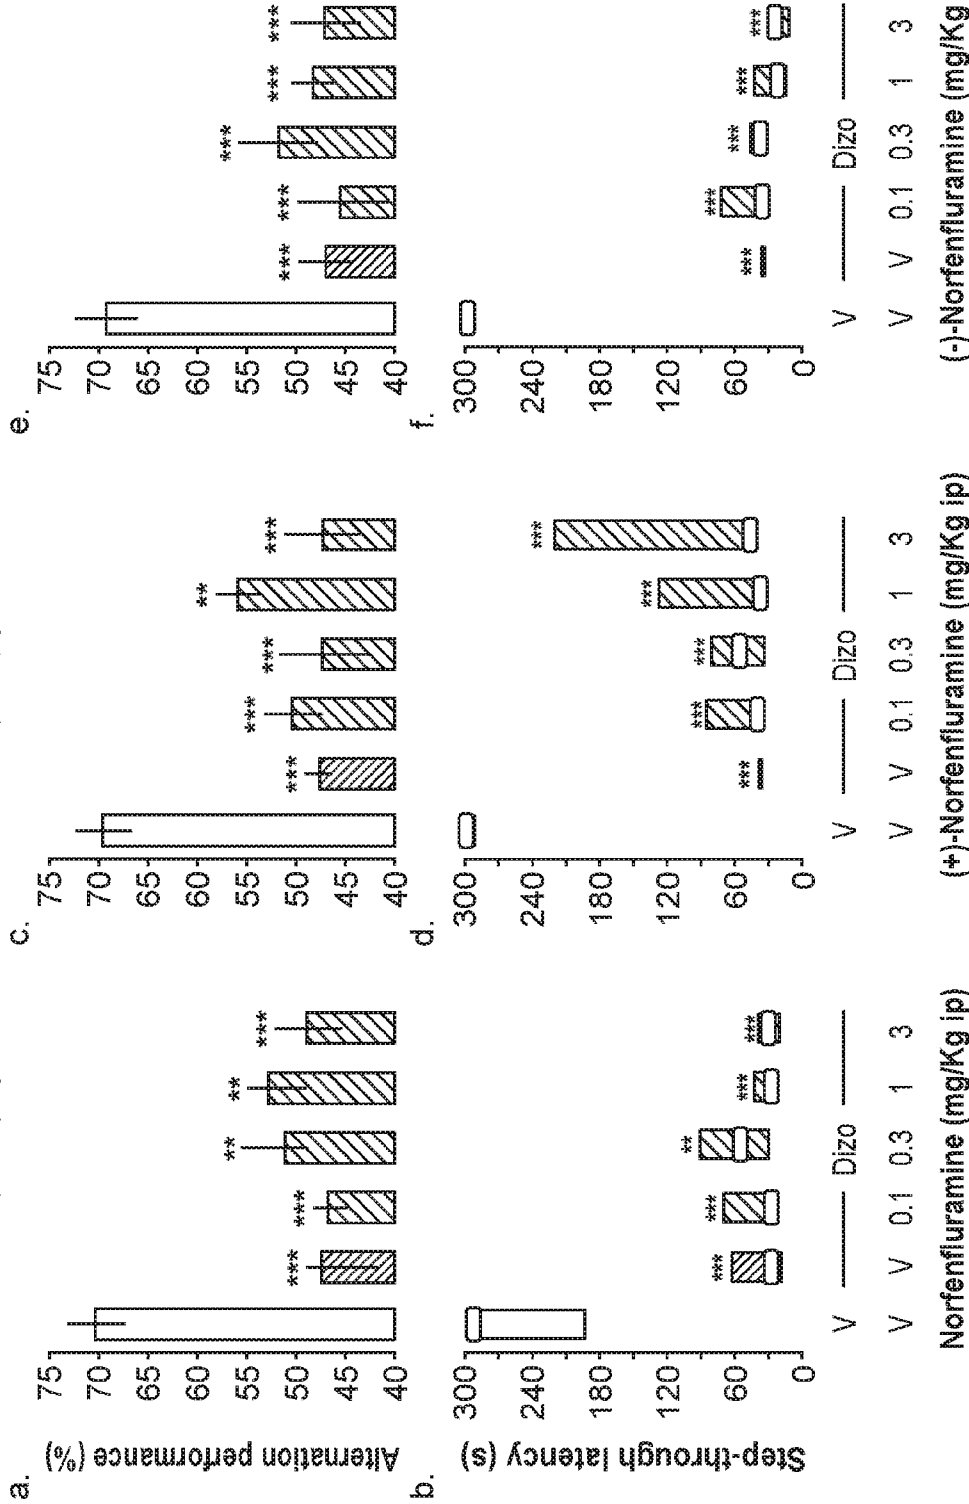 a.
Alternation performance
(%)
75
70
65
60
55
50
45
40
*** *** ** ** ***
c.
75
70
65
60
55
50
45
40
*** *** *** ** ***
e.
75
70
65
60
55
50
45
40
*** *** *** *** ***
b.
Step-through latency (s)
300
240
180
120
60
0
*** *** ** *** ***
V Dizo
V V 0.1 0.3 1 3
Norfenfluramine (mg/Kg ip)
d.
300
240
180
120
60
0
*** *** *** *** ***
V Dizo
V V 0.1 0.3 1 3
(+)-Norfenfluramine (mg/Kg ip)
f.
300
240
180
120
60
0
*** *** *** *** ***
V Dizo
V V 0.1 0.3 1 3
(-)-Norfenfluramine (mg/Kg